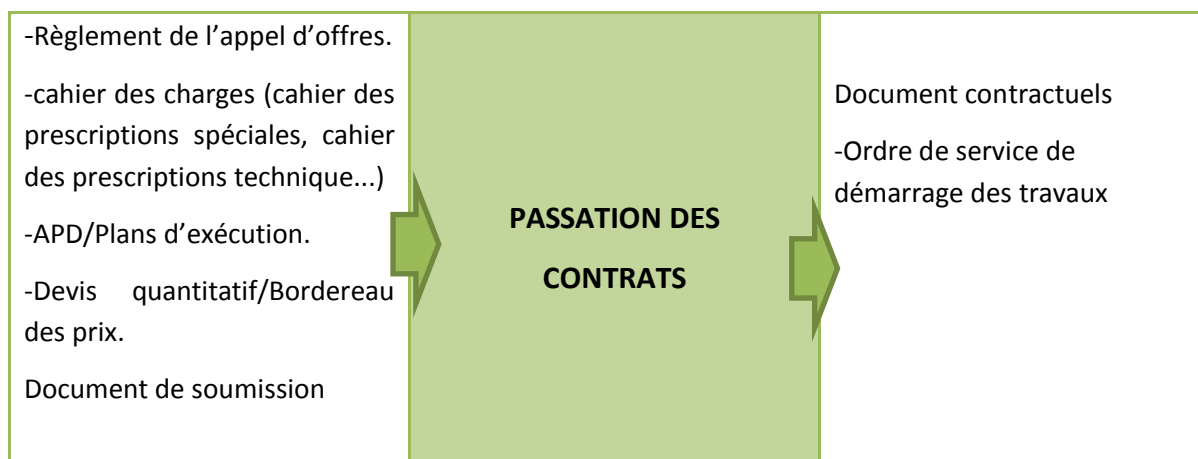 -Règlement de l’appel d’offres.
-cahier des charges (cahier des
prescriptions spéciales, cahier
des prescriptions technique...)
-APD/Plans d’exécution.
-Devis quantitatif/Bordereau
des prix.
Document de soumission
PASSATION DES
CONTRATS
Document contractuels
-Ordre de service de
démarrage des travaux